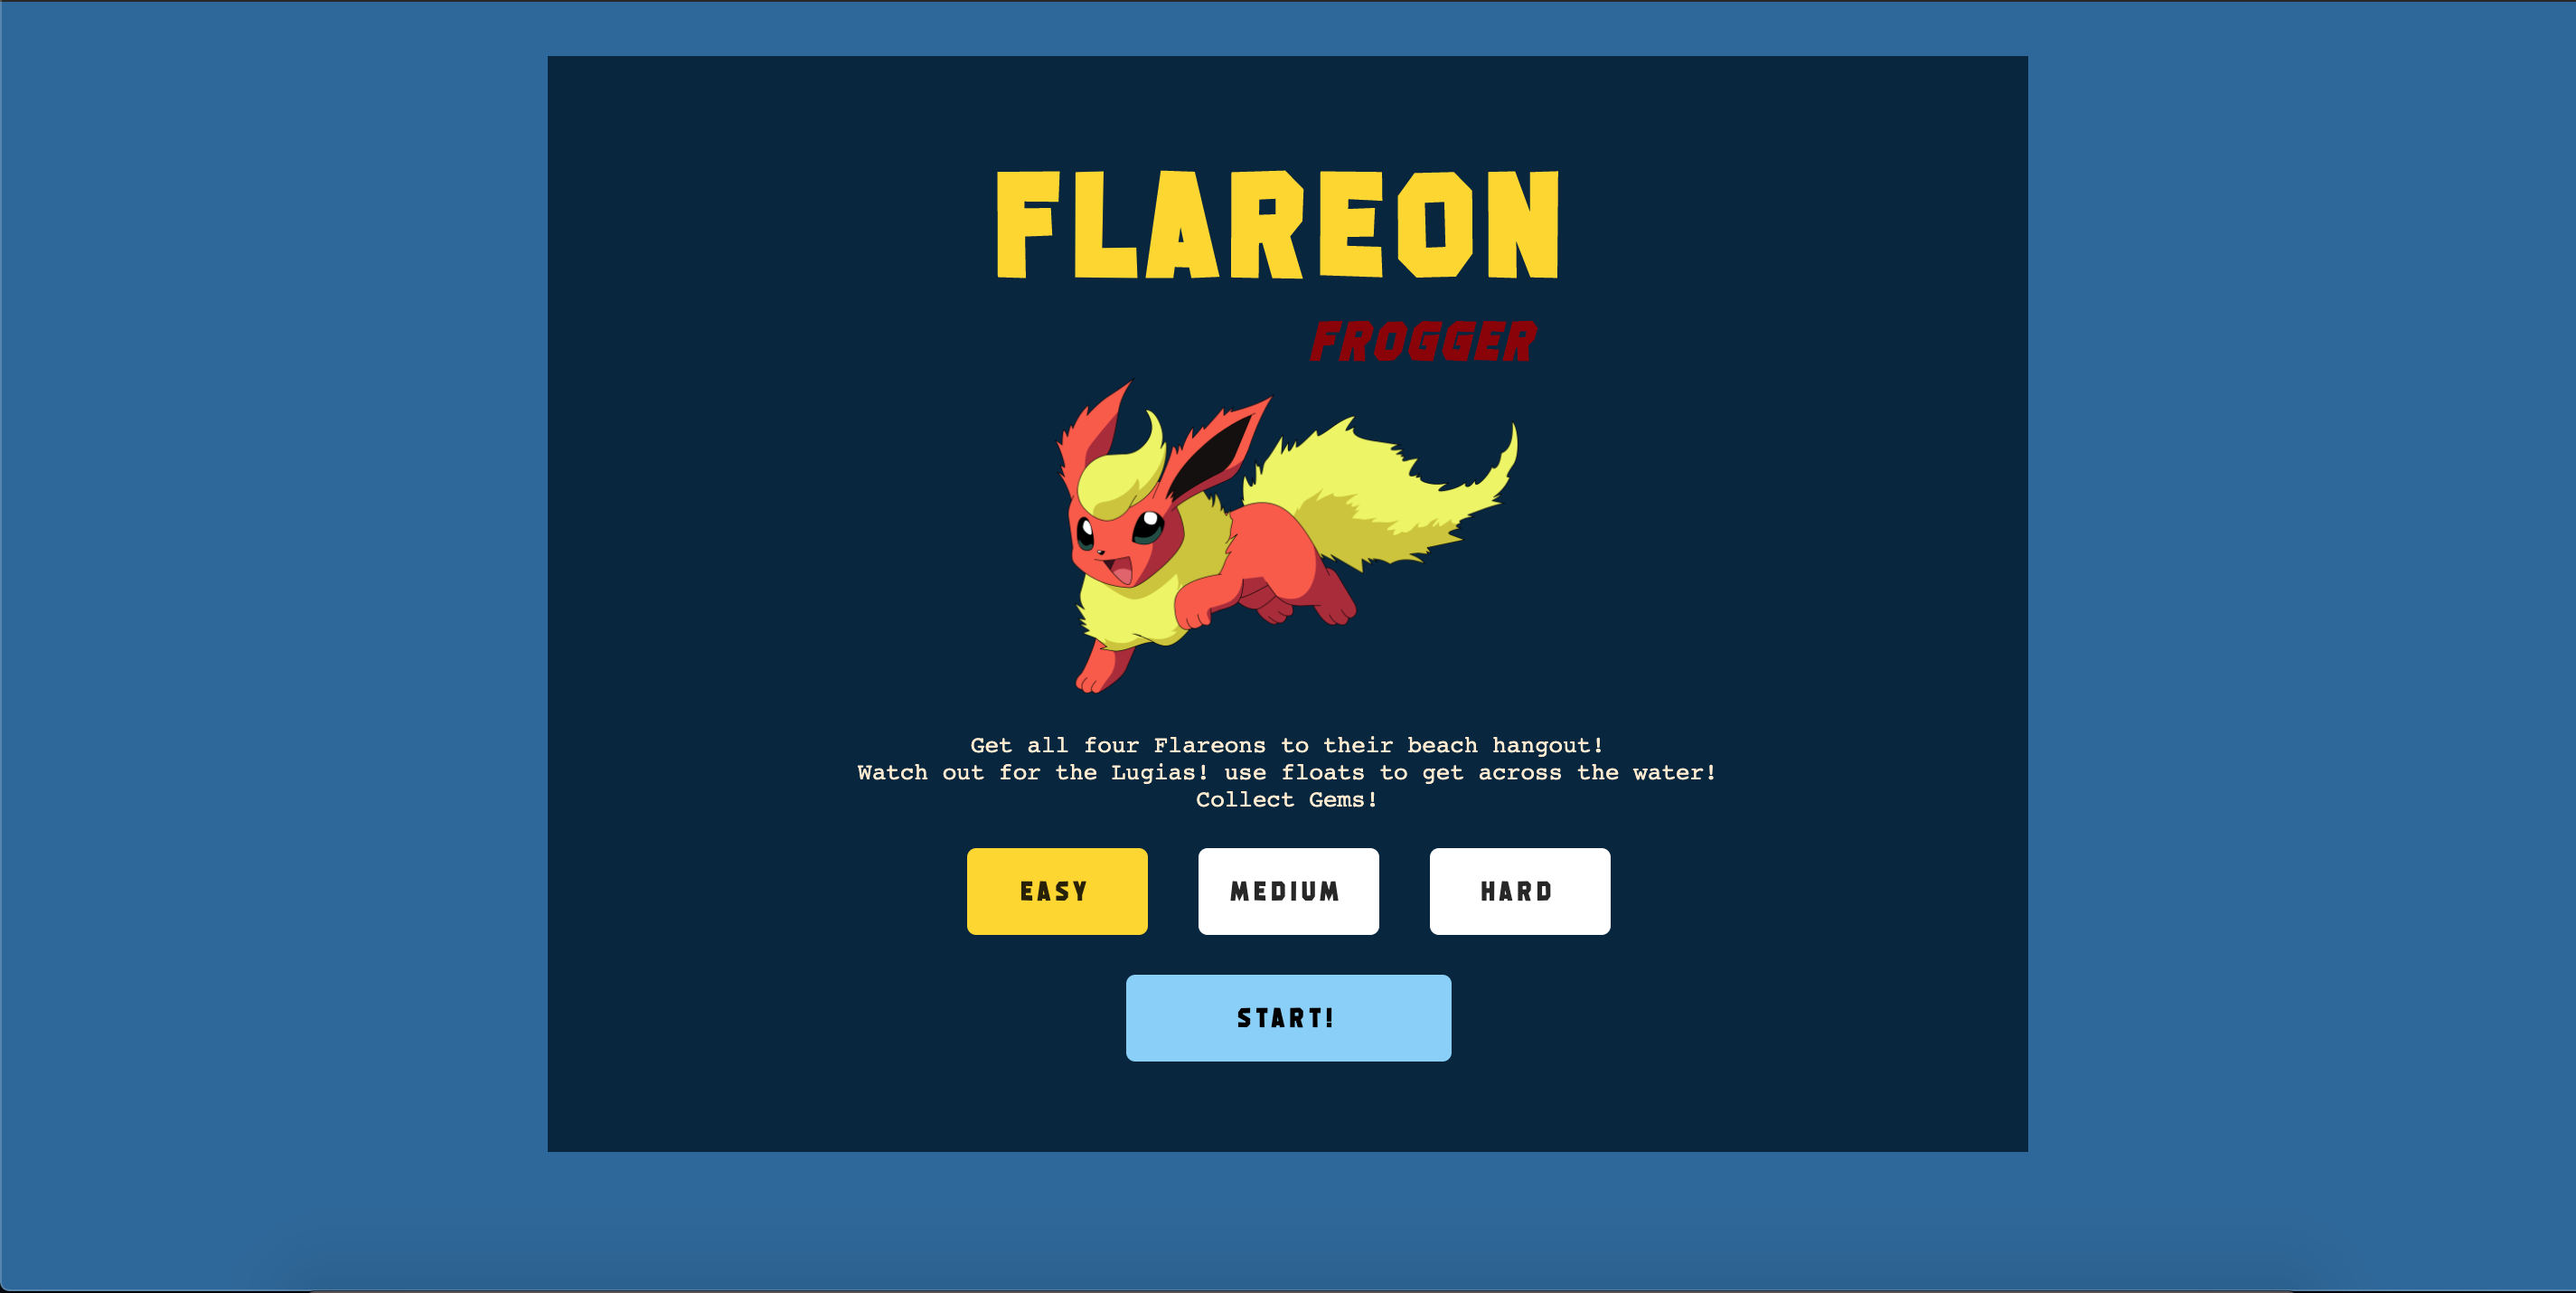 FLAREON
FROGGER
Get all four Flareons to their beach hangout!
Watch out for the Lugias! use floats to get across the water!
Collect Gems!
EASY
MEDIUM
HARD
START!